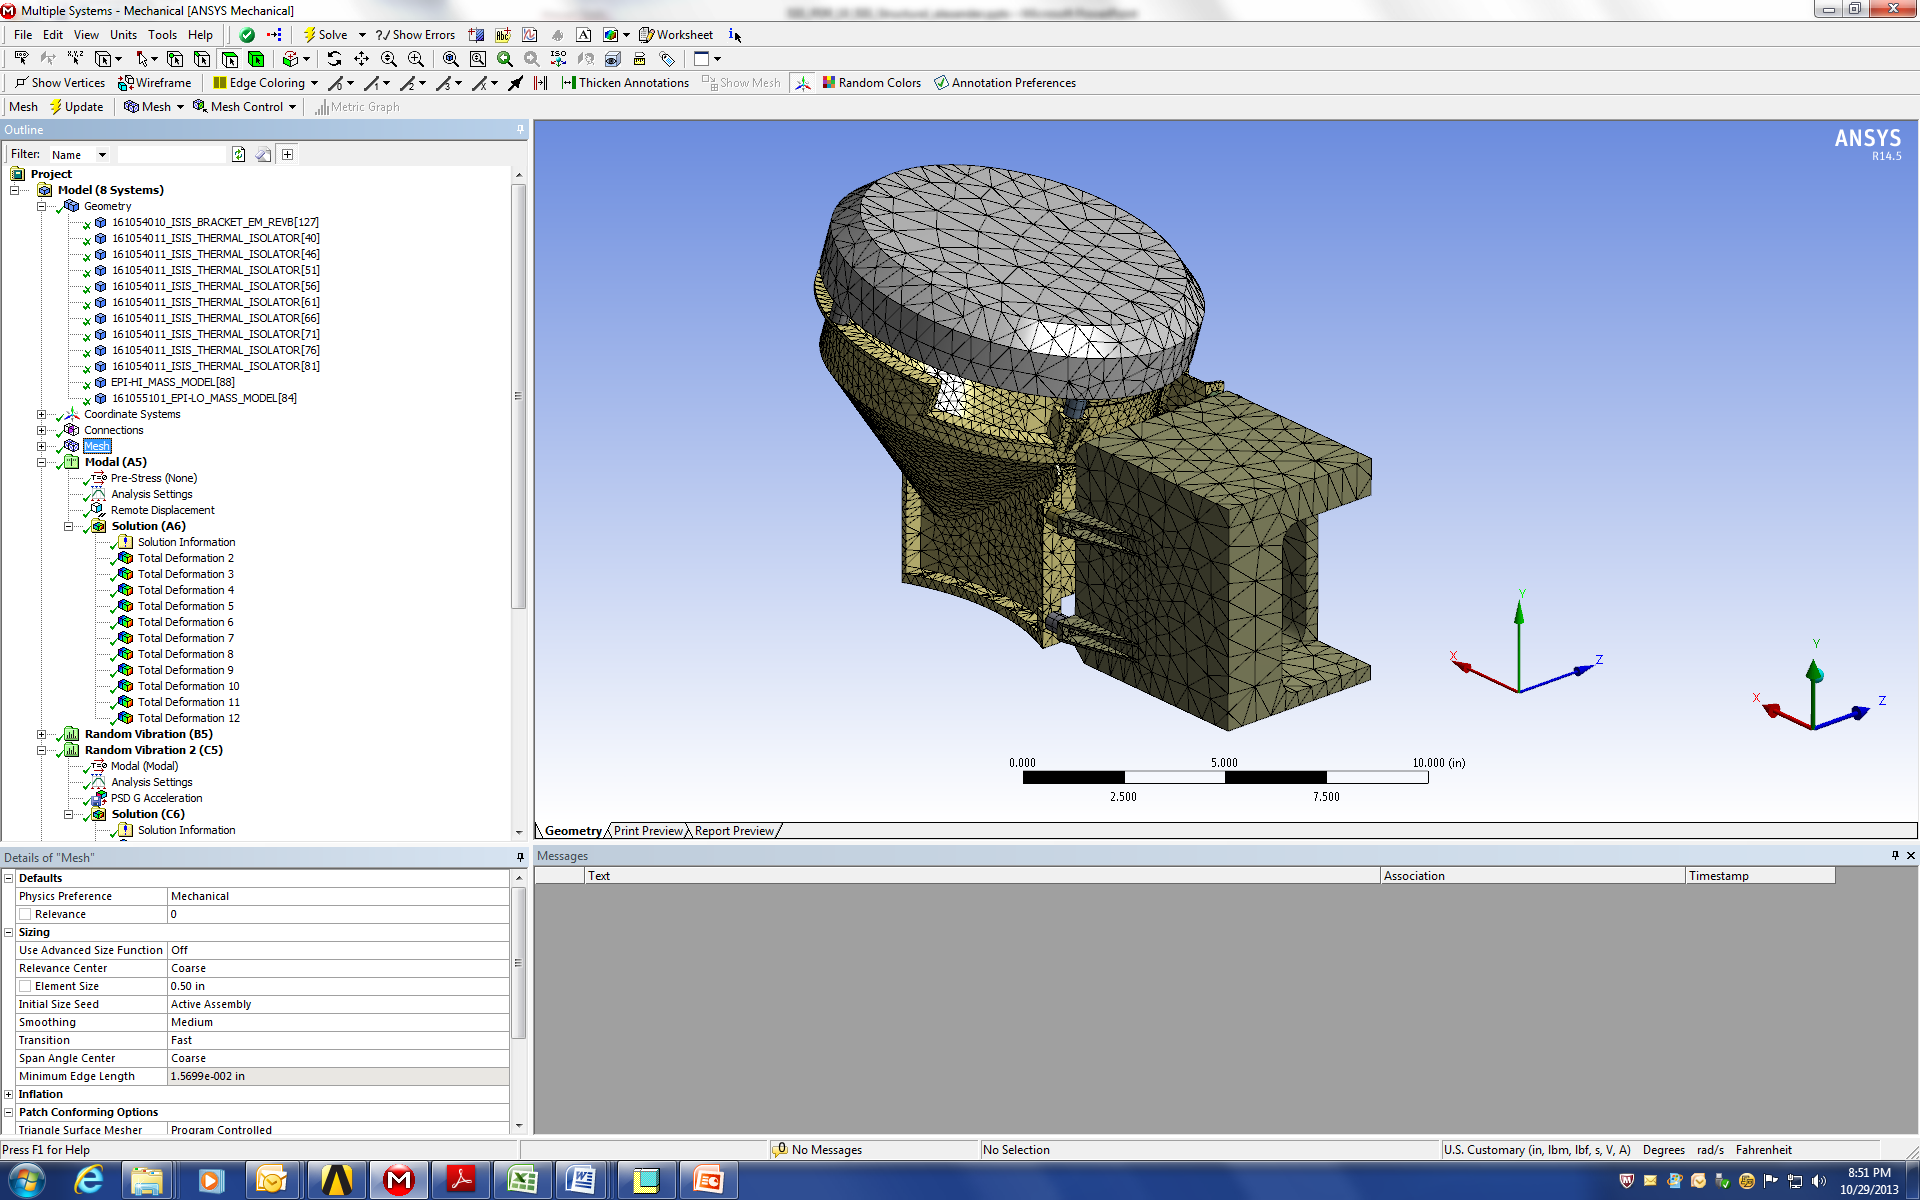 Multiple Systems - Mechanical [ANSYS Mechanical]
File Edit View Units Tools Help Solve ?/ Show Errors Worksheet
Show Vertices Wireframe Edge Coloring Thicken Annotations Show Mesh Random Colors Annotation Preferences
Mesh Update Mesh Mesh Control Metric Graph
Outline
Filter: Name
Project
Model (8 Systems)
Geometry
161054010_ISIS_BRACKET_EM_REVB[127]
161054011_ISIS_THERMAL_ISOLATOR[40]
161054011_ISIS_THERMAL_ISOLATOR[46]
161054011_ISIS_THERMAL_ISOLATOR[51]
161054011_ISIS_THERMAL_ISOLATOR[56]
161054011_ISIS_THERMAL_ISOLATOR[61]
161054011_ISIS_THERMAL_ISOLATOR[66]
161054011_ISIS_THERMAL_ISOLATOR[71]
161054011_ISIS_THERMAL_ISOLATOR[76]
161054011_ISIS_THERMAL_ISOLATOR[81]
EPI-HI_MASS_MODEL[88]
161055101_EPI-LO_MASS_MODEL[84]
Coordinate Systems
Connections
Mesh
Modal (A5)
Pre-Stress (None)
Analysis Settings
Remote Displacement
Solution (A6)
Solution Information
Total Deformation 2
Total Deformation 3
Total Deformation 4
Total Deformation 5
Total Deformation 6
Total Deformation 7
Total Deformation 8
Total Deformation 9
Total Deformation 10
Total Deformation 11
Total Deformation 12
Random Vibration (B5)
Random Vibration 2 (C5)
Modal (Modal)
Analysis Settings
PSD G Acceleration
Solution (C6)
Solution Information
ANSYS
R14.5
Y
X
Z
Y
X
Z
0.000 5.000 10.000 (in)
2.500 7.500
Geometry Print Preview Report Preview
Details of "Mesh"
Defaults
Physics Preference Mechanical
Relevance 0
Sizing
Use Advanced Size Function Off
Relevance Center Coarse
Element Size 0.50 in
Initial Size Seed Active Assembly
Smoothing Medium
Transition Fast
Span Angle Center Coarse
Minimum Edge Length 1.5699e-002 in
Inflation
Patch Conforming Options
Triangle Surface Mesher Program Controlled
Messages
Text Association Timestamp
Press F1 for Help No Messages No Selection U.S. Customary (in, lbm, lbf, s, V, A) Degrees rad/s Fahrenheit
8:51 PM
10/29/2013